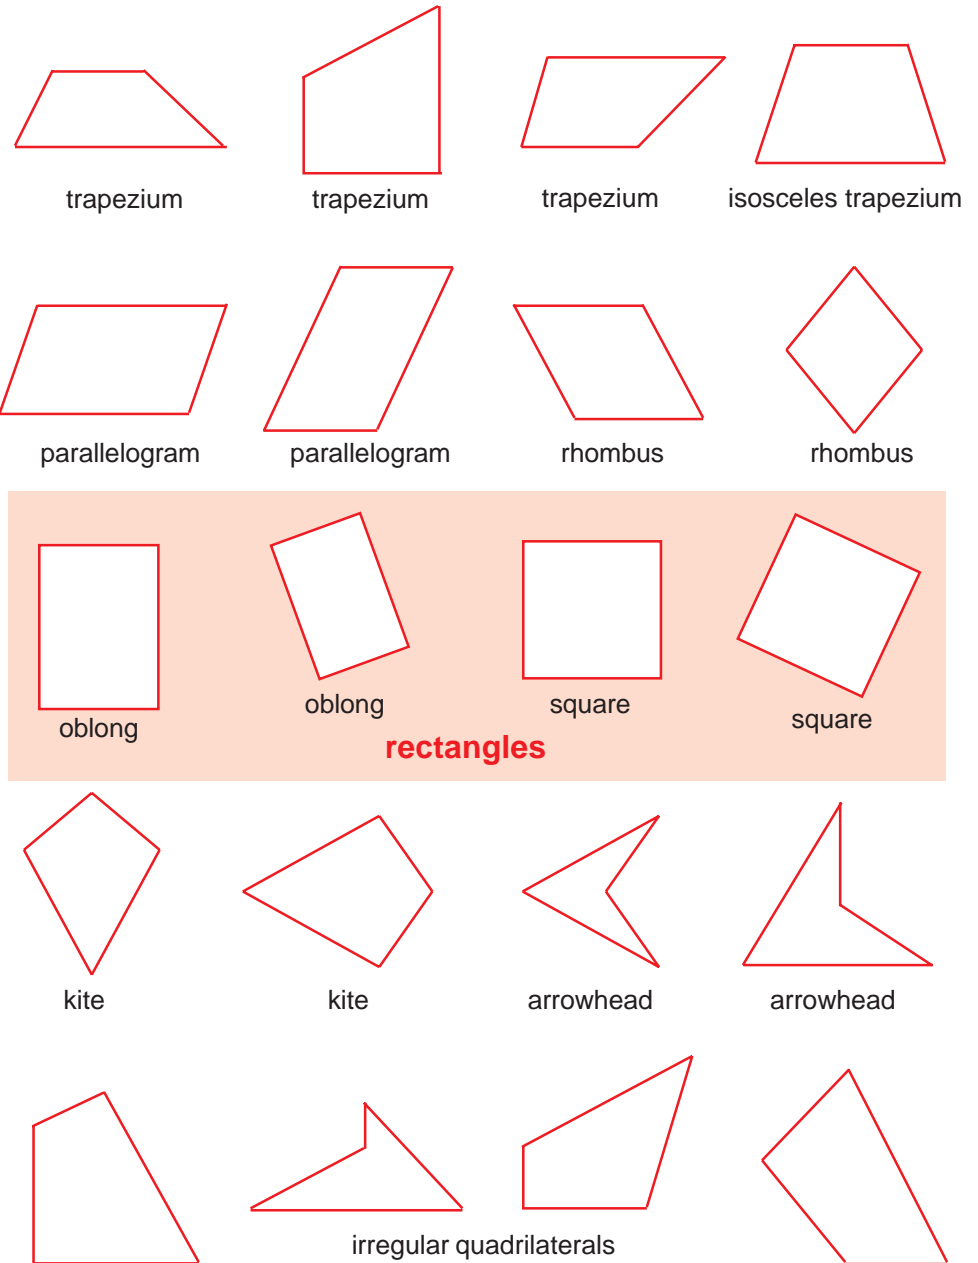 trapezium
trapezium
trapezium
isosceles trapezium
parallelogram
parallelogram
rhombus
rhombus
oblong
oblong
square
square
rectangles
kite
kite
arrowhead
arrowhead
irregular quadrilaterals